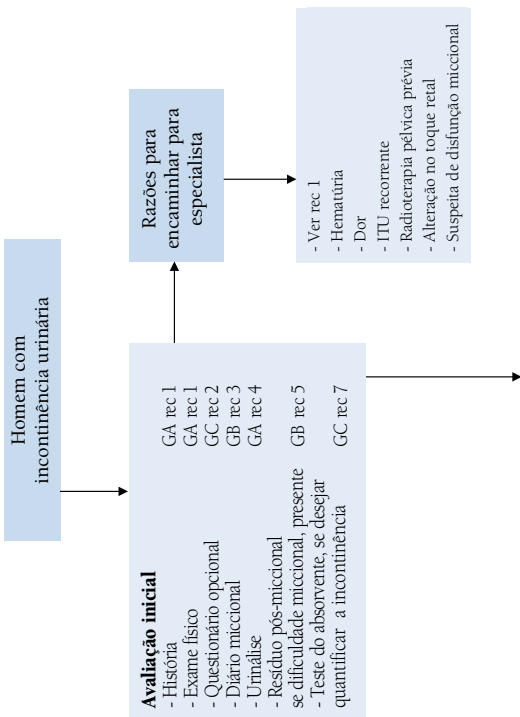 Homem com
incontinência urinária
Avaliação inicial
- História GA rec 1
- Exame físico GA rec 1
- Questionário opcional GC rec 2
- Diário miccional GB rec 3
- Urinálise GA rec 4
- Resíduo pós-miccional
se dificuldade miccional, presente GB rec 5
- Teste do absorvente, se desejar
quantificar a incontinência GC rec 7
Razões para
encaminhar para
especialista
- Ver rec 1
- Hematúria
- Dor
- ITU recorrente
- Radioterapia pélvica prévia
- Alteração no toque retal
- Suspeita de disfunção miccional